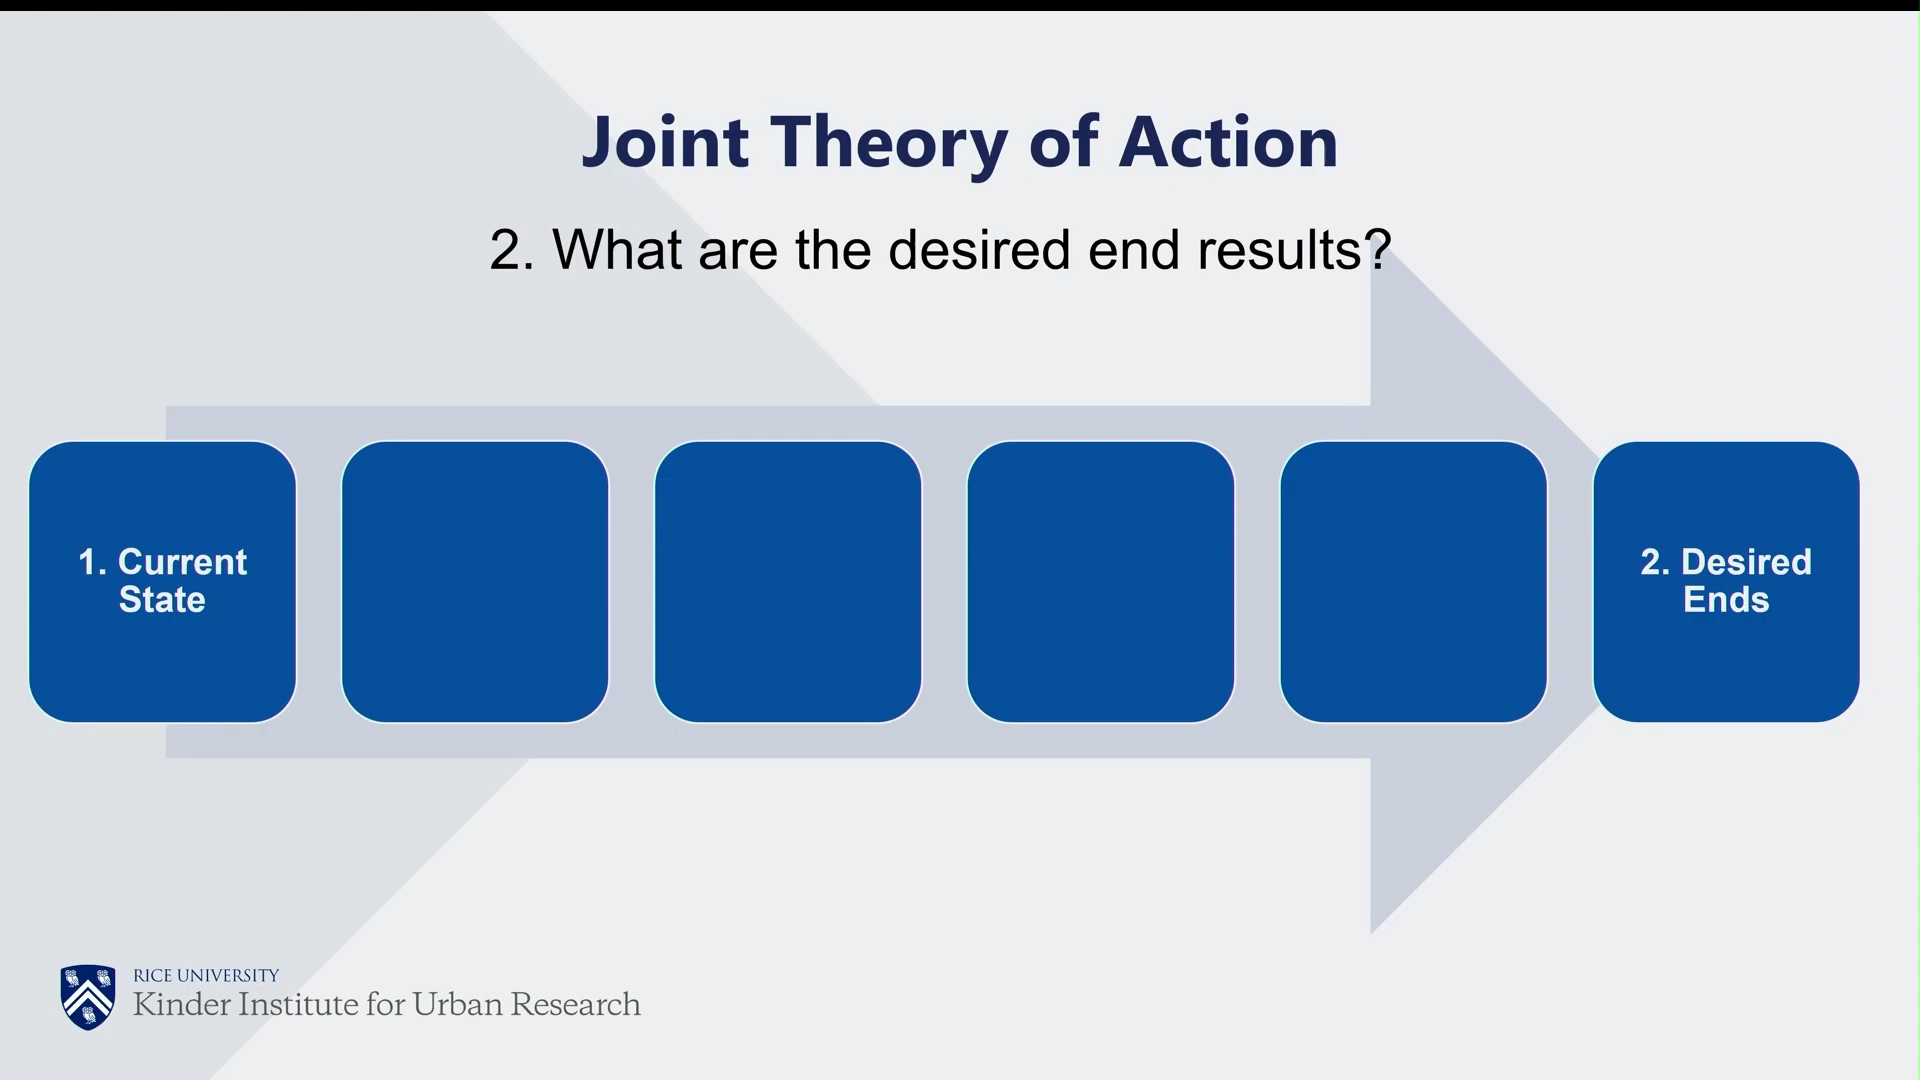 Joint Theory of Action
2. What are the desired end results?
1. Current
State
2. Desired
Ends
RICE UNIVERSITY
Kinder Institute for Urban Research